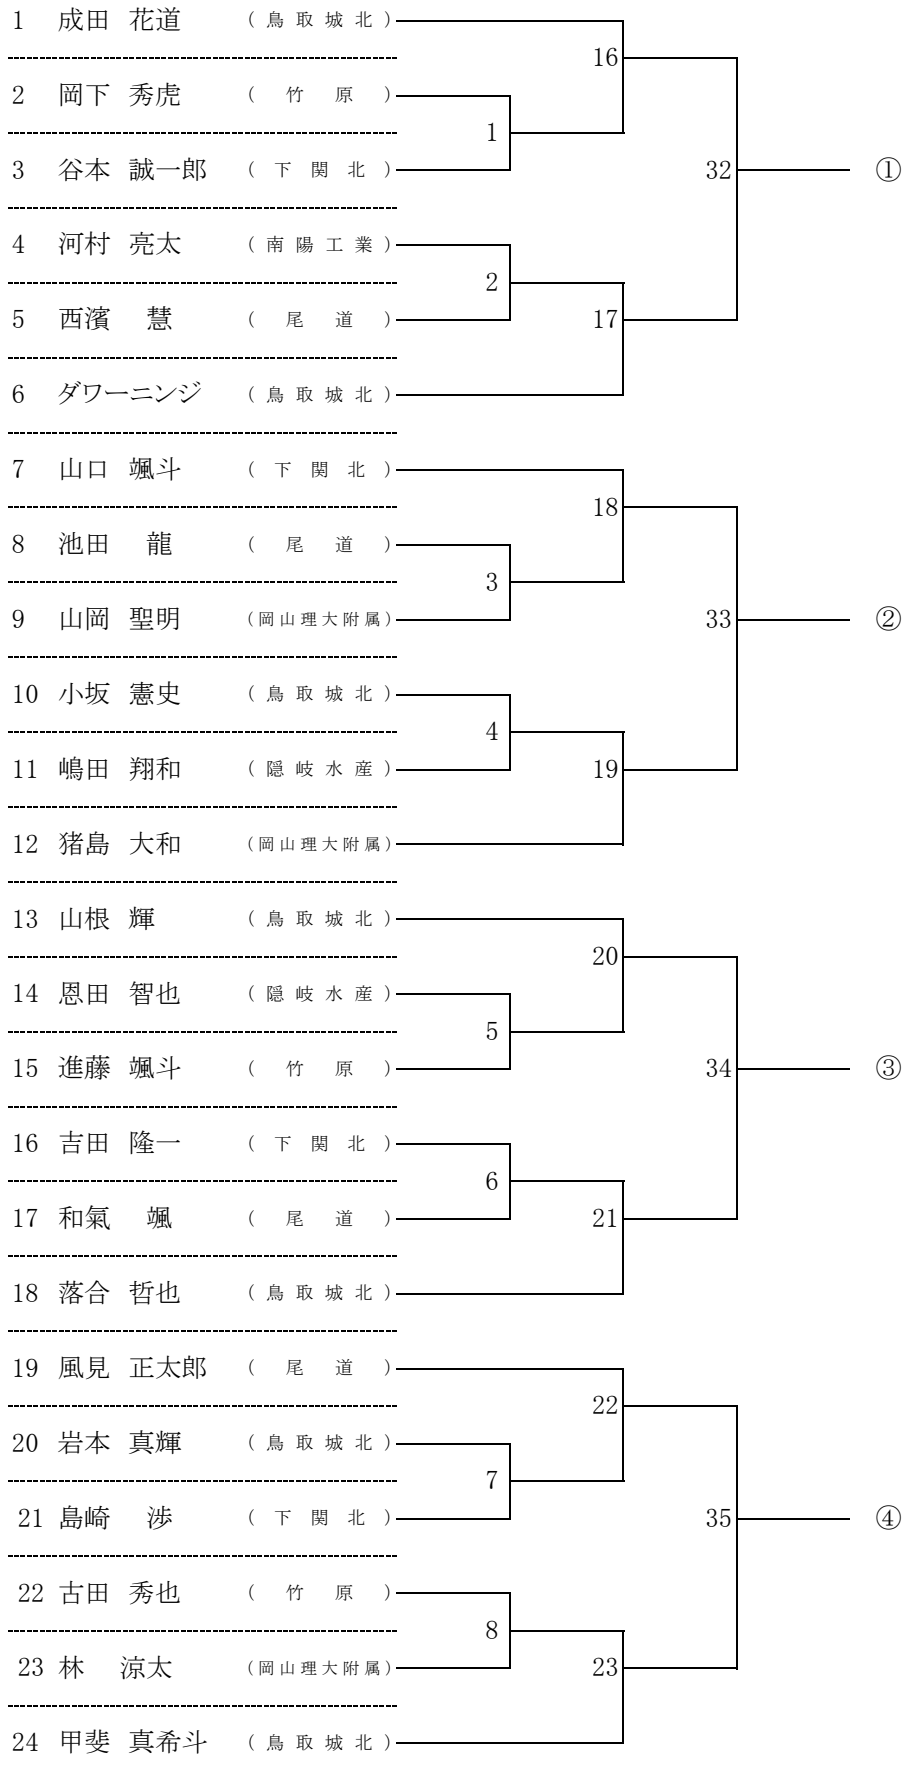 1 成田 花道 (鳥取城北)
16
2 岡下 秀虎 (竹原)
1
3 谷本 誠一郎 (下関北)
32 ①
4 河村 亮太 (南陽工業)
2
5 西濱 慧 (尾道)
17
6 ダワーニンジ (鳥取城北)
7 山口 颯斗 (下関北)
18
8 池田 龍 (尾道)
3
9 山岡 聖明 (岡山理大附属)
33 ②
10 小坂 憲史 (鳥取城北)
4
11 嶋田 翔和 (隠岐水産)
19
12 猪島 大和 (岡山理大附属)
13 山根 輝 (鳥取城北)
20
14 恩田 智也 (隠岐水産)
5
15 進藤 颯斗 (竹原)
34 ③
16 吉田 隆一 (下関北)
6
17 和氣 颯 (尾道)
21
18 落合 哲也 (鳥取城北)
19 風見 正太郎 (尾道)
22
20 岩本 真輝 (鳥取城北)
7
21 島崎 渉 (下関北)
35 ④
22 古田 秀也 (竹原)
8
23 林 涼太 (岡山理大附属)
23
24 甲斐 真希斗 (鳥取城北)